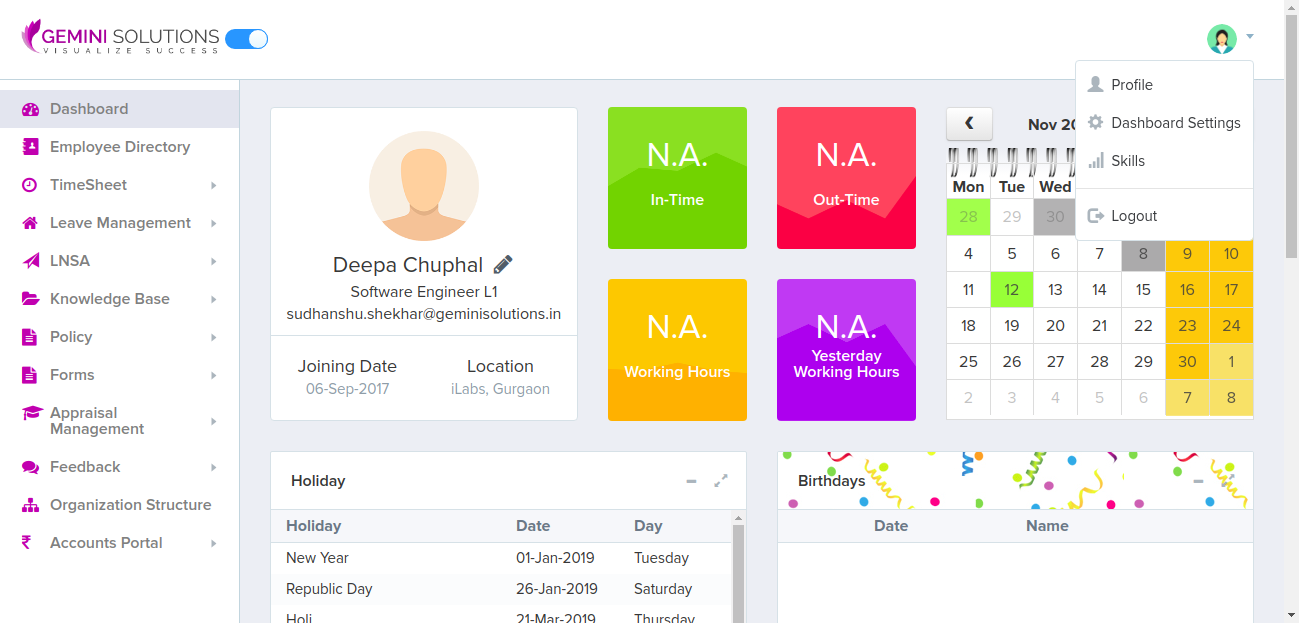 GEMINI SOLUTIONS
VISUALIZE SUCCESS
Profile
Dashboard Settings
Skills
Logout
Dashboard
Employee Directory
TimeSheet
Leave Management
LNSA
Knowledge Base
Policy
Forms
Appraisal
Management
Feedback
Organization Structure
Accounts Portal
Deepa Chuphal
Software Engineer L1
sudhanshu.shekhar@geminisolutions.in
Joining Date
Location
06-Sep-2017
iLabs, Gurgaon
N.A.
In-Time
N.A.
Out-Time
N.A.
Working Hours
N.A.
Yesterday
Working Hours
Nov 20
Mon Tue Wed
28 29 30
4 5 6 7 8 9 10
11 12 13 14 15 16 17
18 19 20 21 22 23 24
25 26 27 28 29 30 1
2 3 4 5 6 7 8
Holiday
Holiday Date Day
New Year 01-Jan-2019 Tuesday
Republic Day 26-Jan-2019 Saturday
Holi 21-Mar-2019 Thursday
Birthdays
Date Name